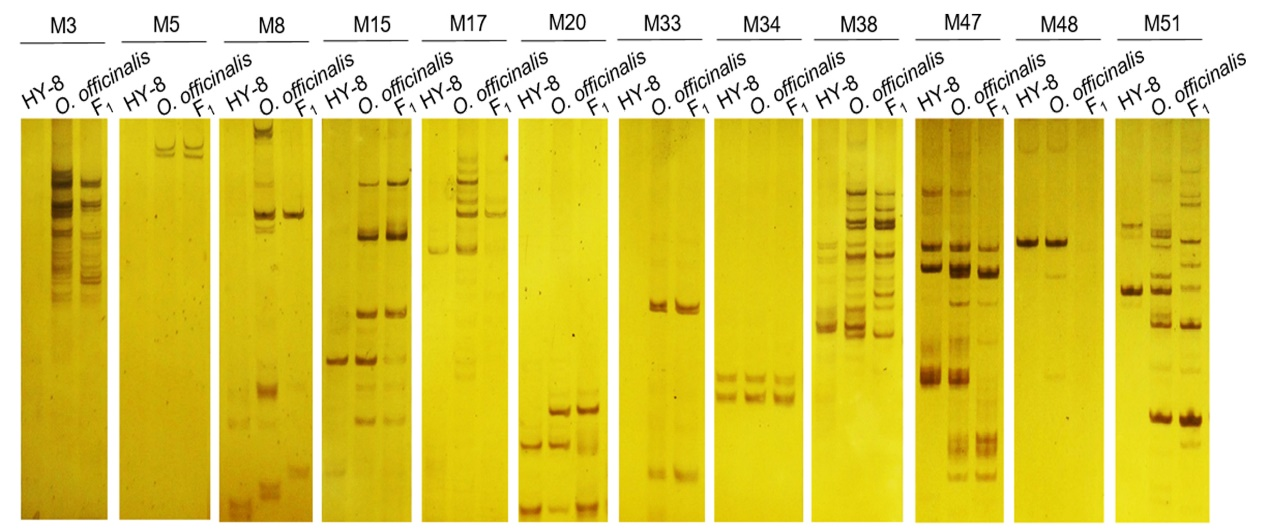 M3 M5 M8 M15 M17 M20 M33 M34 M38 M47 M48 M51
HY-8 O. officinalis F1 HY-8 O. officinalis F1 HY-8 O. officinalis F1 HY-8 O. officinalis F1 HY-8 O. officinalis F1 HY-8 O. officinalis F1 HY-8 O. officinalis F1 HY-8 O. officinalis F1 HY-8 O. officinalis F1 HY-8 O. officinalis F1 HY-8 O. officinalis F1 HY-8 O. officinalis F1